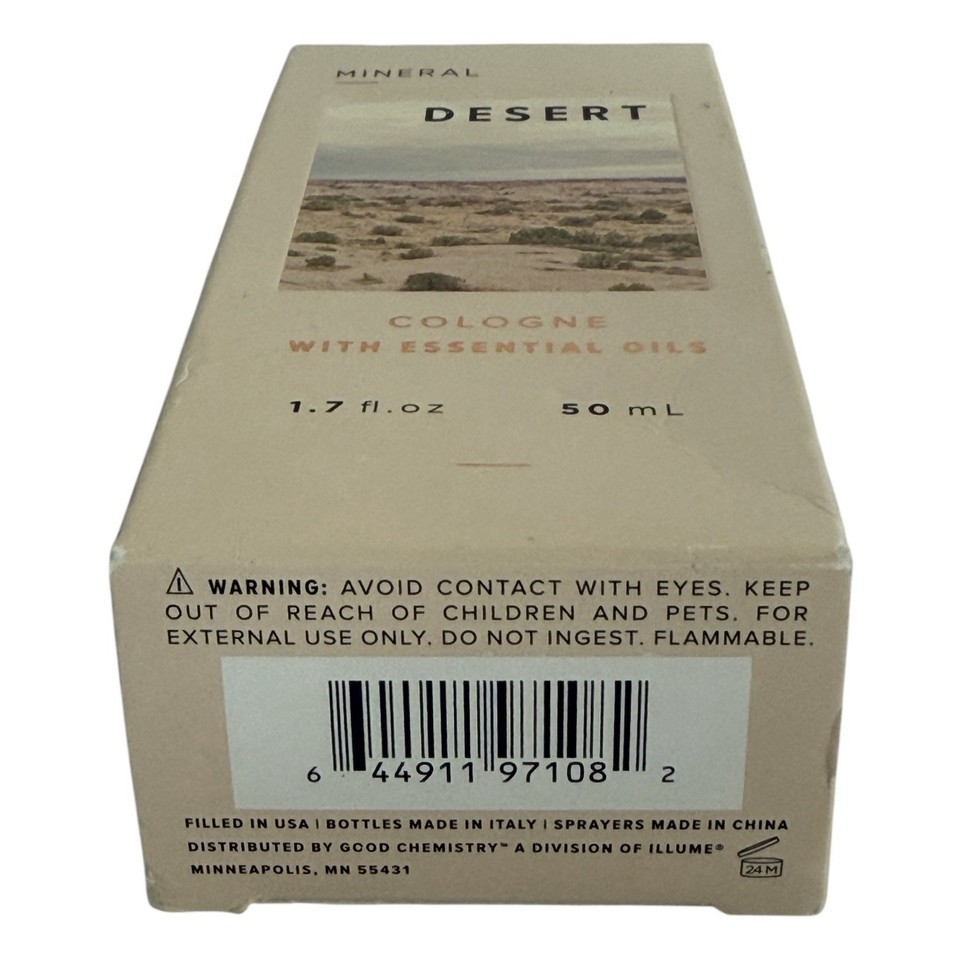 MINERAL
DESERT
COLOGNE
WITH ESSENTIAL OILS
1.7 fl.oz 50 mL
WARNING: AVOID CONTACT WITH EYES. KEEP
OUT OF REACH OF CHILDREN AND PETS. FOR
EXTERNAL USE ONLY. DO NOT INGEST. FLAMMABLE.
6 44911 97108 2
FILLED IN USA | BOTTLES MADE IN ITALY | SPRAYERS MADE IN CHINA
DISTRIBUTED BY GOOD CHEMISTRY™ A DIVISION OF ILLUME®
MINNEAPOLIS, MN 55431
24 M